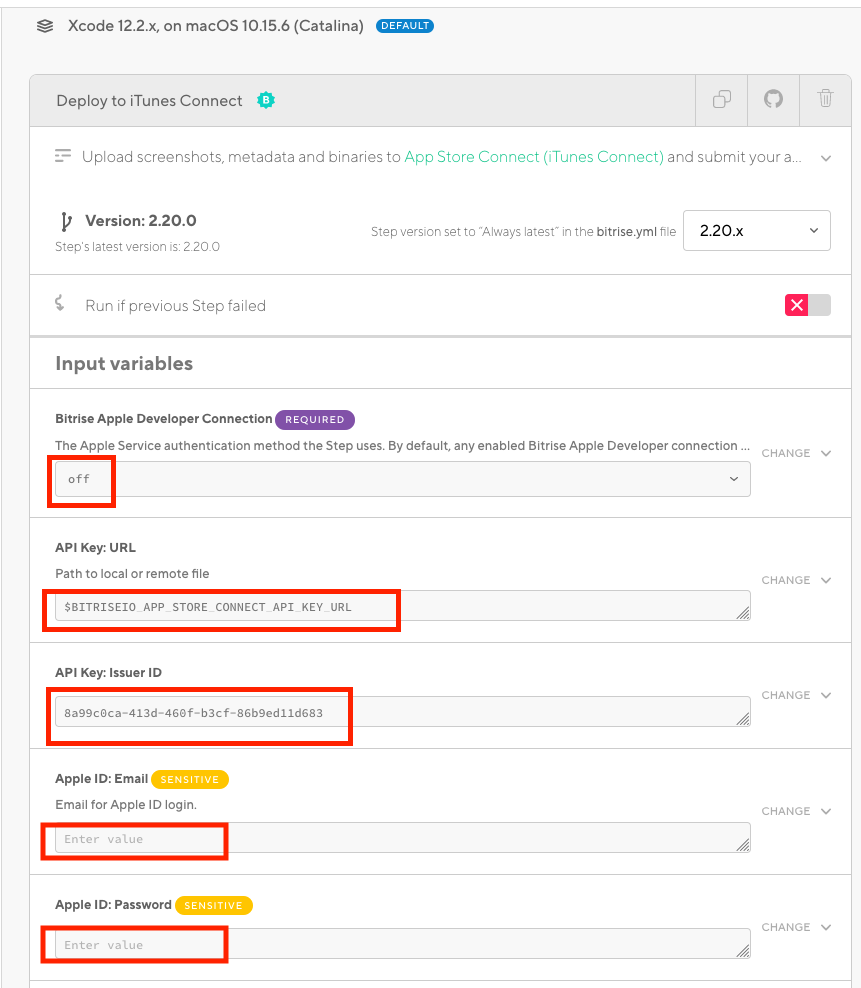 Xcode 12.2.x, on macOS 10.15.6 (Catalina) DEFAULT
Deploy to iTunes Connect B
Upload screenshots, metadata and binaries to App Store Connect (iTunes Connect) and submit your a...
Version: 2.20.0
Step's latest version is: 2.20.0
Step version set to “Always latest” in the bitrise.yml file 2.20.x
Run if previous Step failed
Input variables
Bitrise Apple Developer Connection REQUIRED
The Apple Service authentication method the Step uses. By default, any enabled Bitrise Apple Developer connection ...
CHANGE
off
API Key: URL
Path to local or remote file
CHANGE
$BITRISEIO_APP_STORE_CONNECT_API_KEY_URL
API Key: Issuer ID
CHANGE
8a99c0ca-413d-460f-b3cf-86b9ed11d683
Apple ID: Email SENSITIVE
Email for Apple ID login.
CHANGE
Enter value
Apple ID: Password SENSITIVE
CHANGE
Enter value